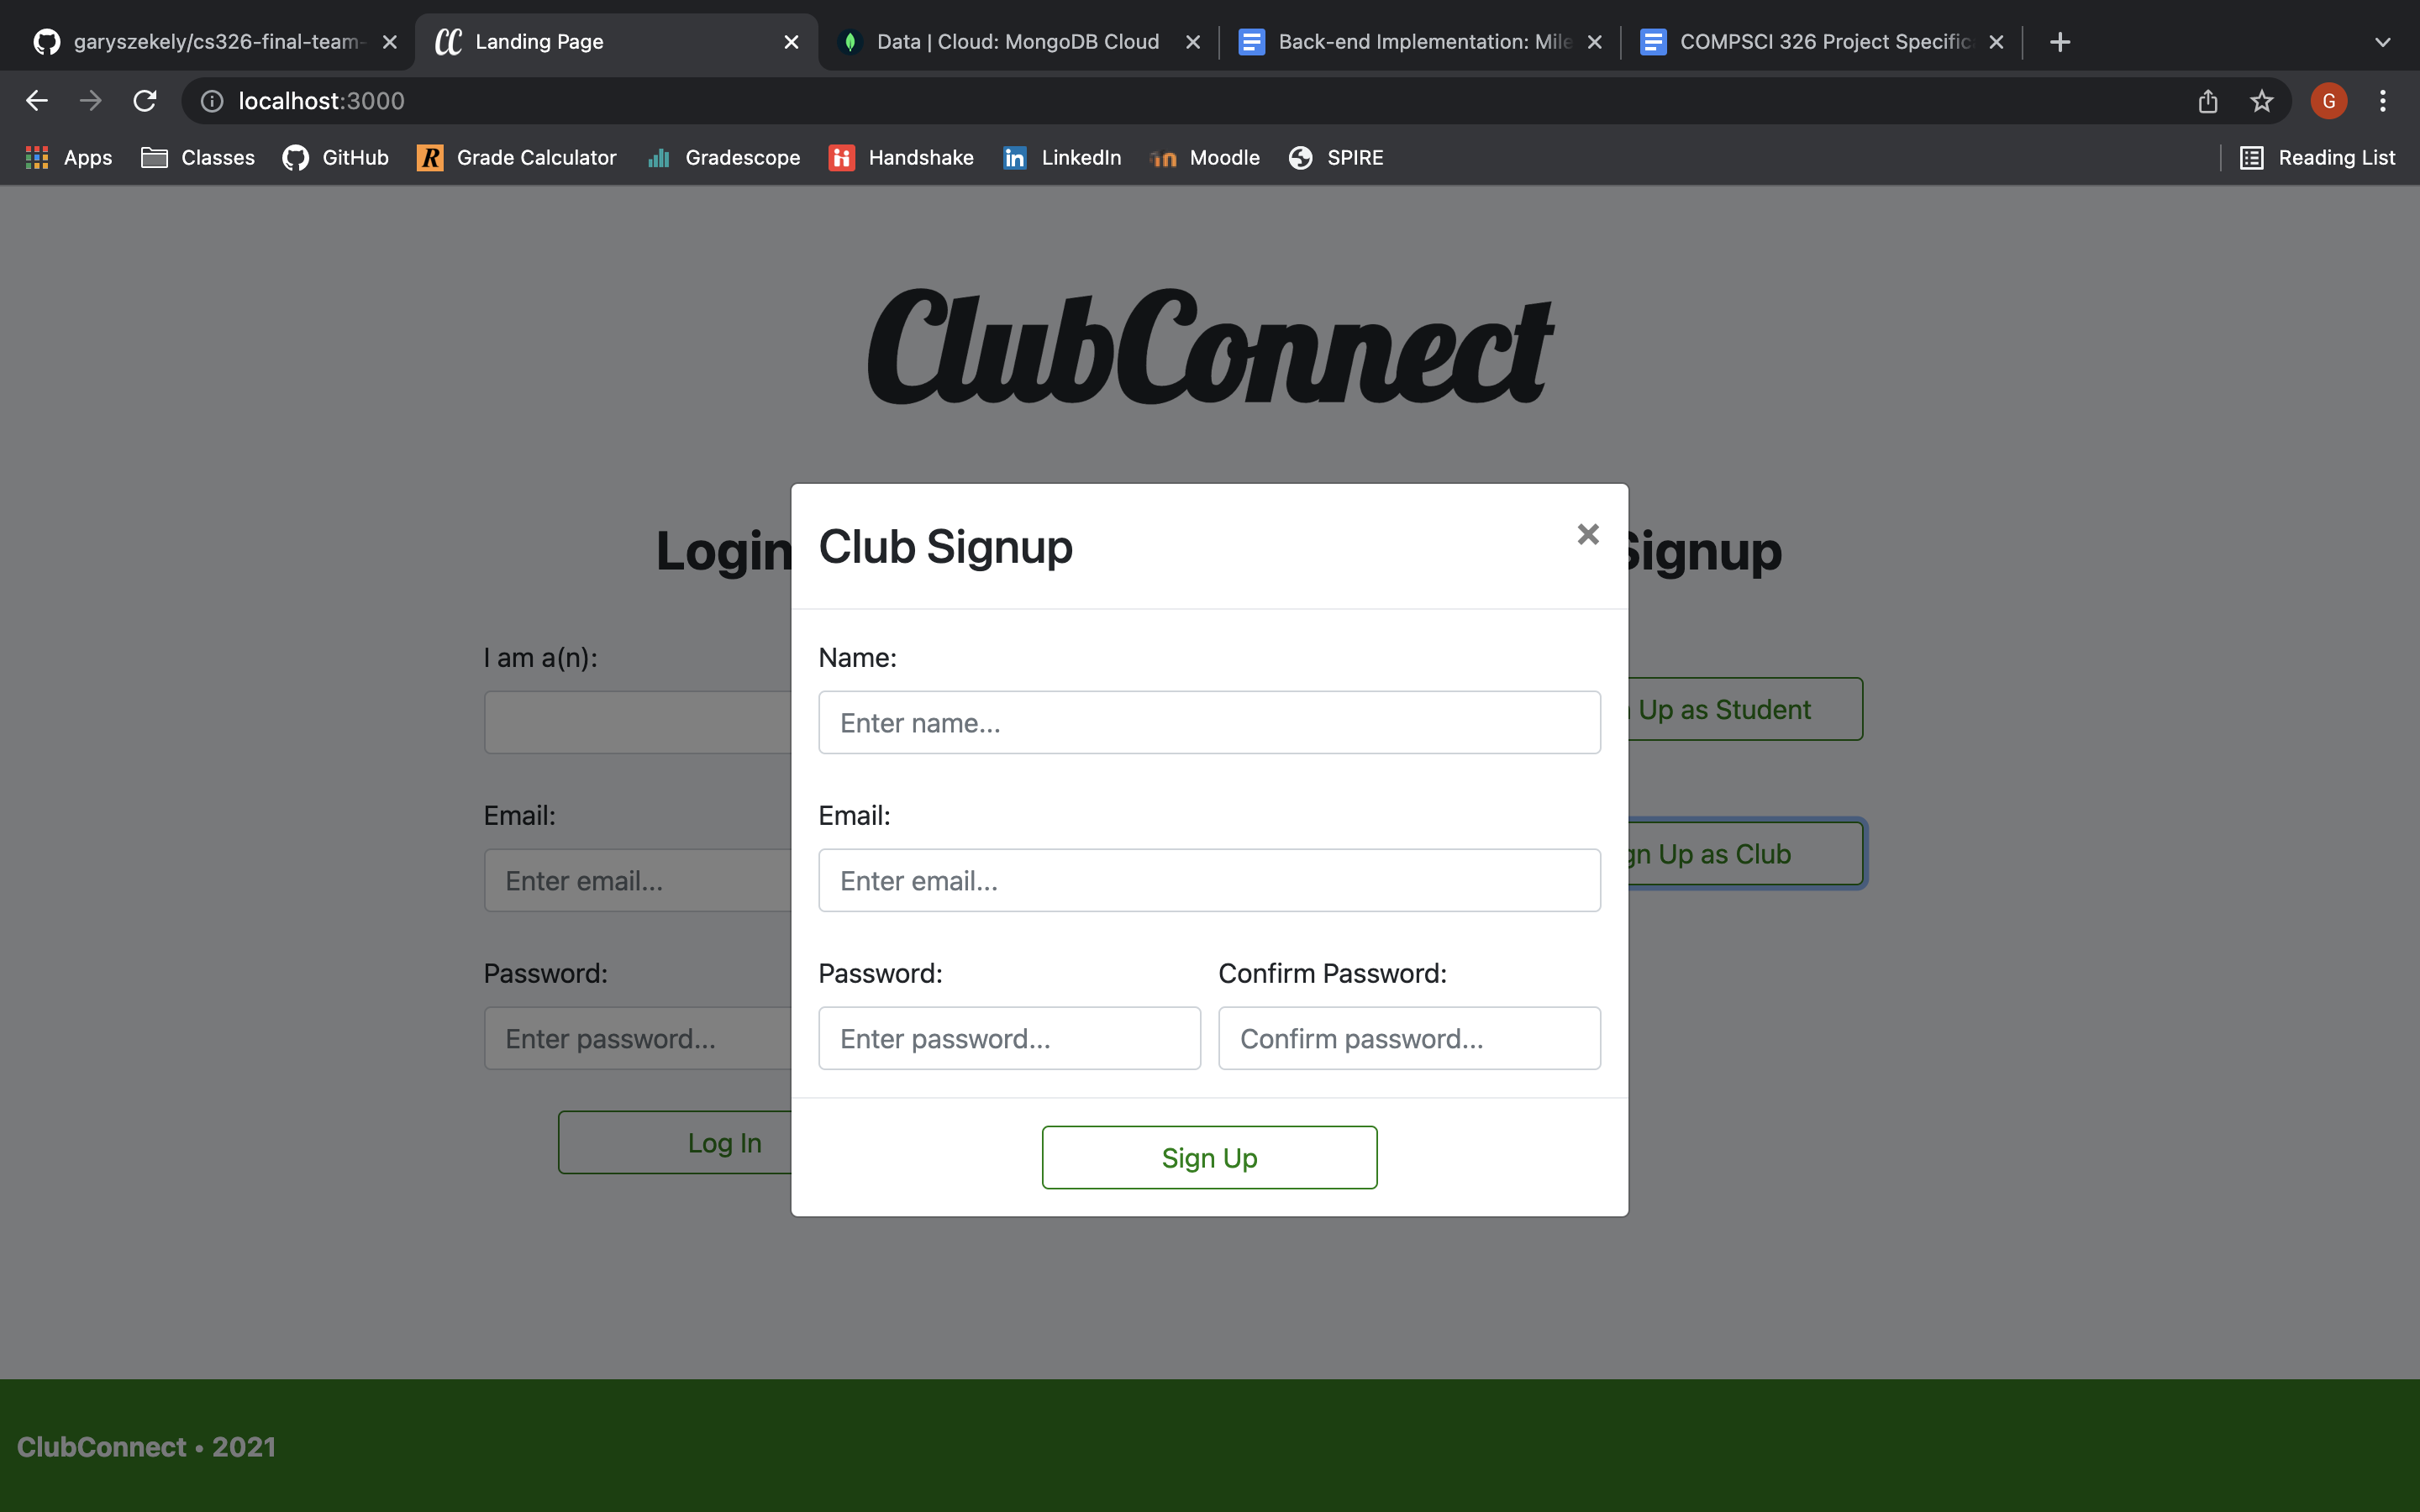 garyszekely/cs326-final-team-
Landing Page
Data | Cloud: MongoDB Cloud
Back-end Implementation: Mile
COMPSCI 326 Project Specific
localhost:3000
G
Apps
Classes
GitHub
Grade Calculator
Gradescope
Handshake
LinkedIn
Moodle
SPIRE
Reading List
ClubConnect
Login
Club Signup
Signup
I am a(n):
Name:
Enter name...
Up as Student
Email:
Email:
Enter email...
Enter email...
gn Up as Club
Password:
Password:
Confirm Password:
Enter password...
Enter password...
Confirm password...
Log In
Sign Up
ClubConnect • 2021